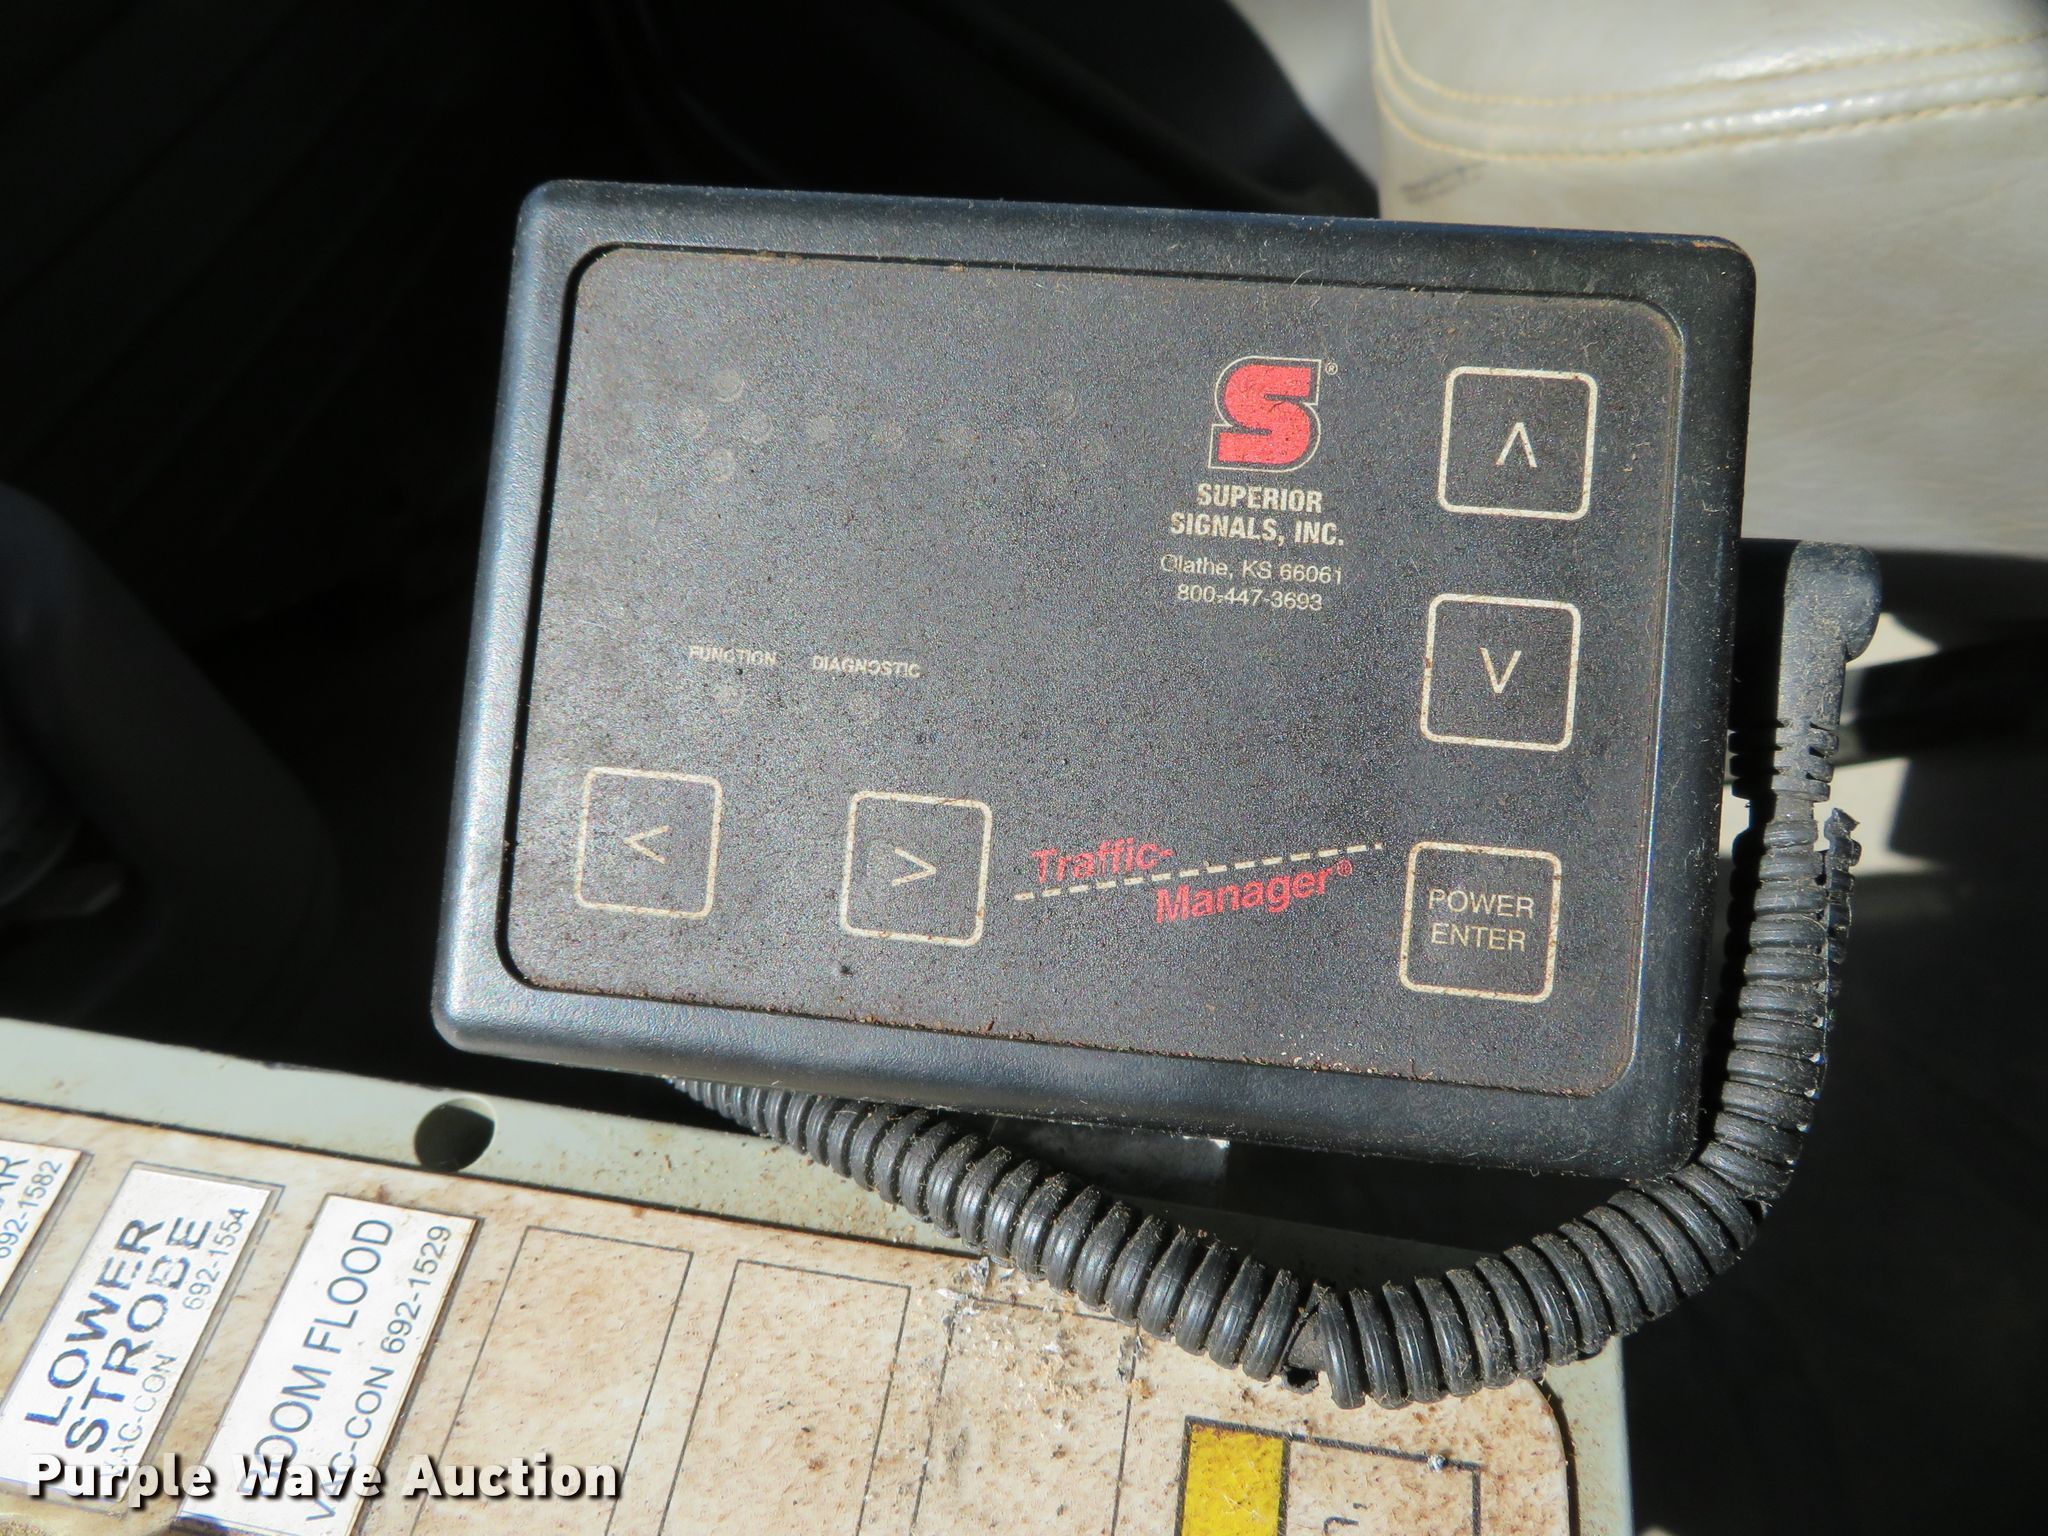 S®
SUPERIOR
SIGNALS, INC.
Olathe, KS 66061
800-447-3693
FUNCTION DIAGNOSTIC
Traffic-
Manager®
POWER
ENTER
692-1582
LOWER
STROBE
VAC-CON 692-1554
BOOM FLOOD
VAC-CON 692-1529
Purple Wave Auction